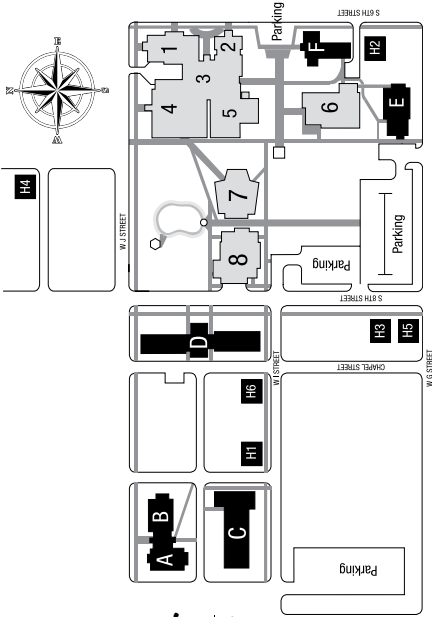 S 6TH STREET
Parking
E
N
S
W
1
2
3
4
5
F
H2
6
E
H4
W J STREET
7
8
Parking
Parking
S 8TH STREET
D
H3
H5
W I STREET
CHAPEL STREET
W G STREET
H6
H1
B
A
C
Parking